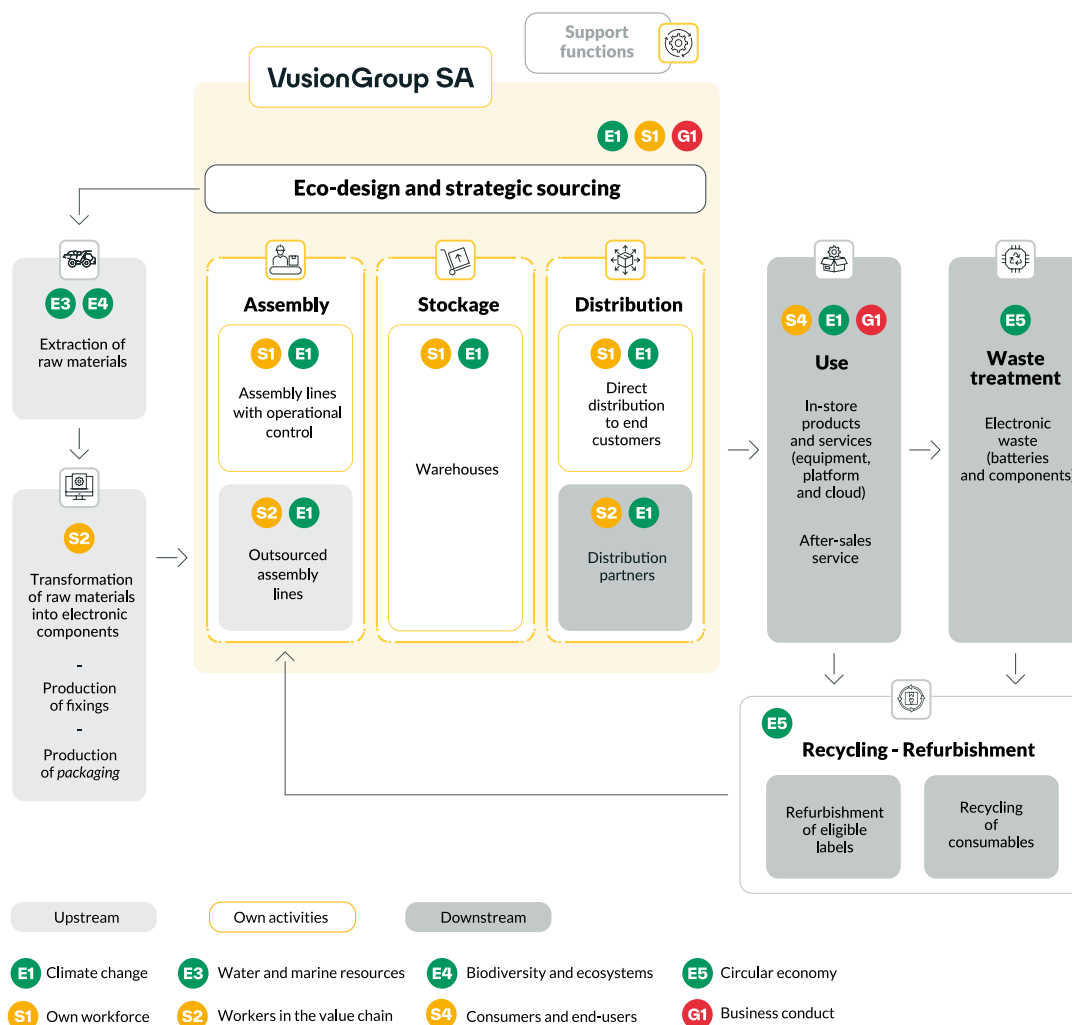 Support
functions
VusionGroup SA
E1 S1 G1
Eco-design and strategic sourcing
E3 E4
Extraction of
raw materials
S2
Transformation
of raw materials
into electronic
components
-
Production
of fixings
-
Production
of packaging
Assembly
S1 E1
Assembly lines
with operational
control
S2 E1
Outsourced
assembly
lines
Stockage
S1 E1
Warehouses
Distribution
S1 E1
Direct
distribution
to end
customers
S2 E1
Distribution
partners
S4 E1 G1
Use
In-store
products
and services
(equipment,
platform
and cloud)
After-sales
service
E5
Waste
treatment
Electronic
waste
(batteries
and components)
E5
Recycling - Refurbishment
Refurbishment
of eligible
labels
Recycling
of
consumables
Upstream
Own activities
Downstream
E1 Climate change
E3 Water and marine resources
E4 Biodiversity and ecosystems
E5 Circular economy
S1 Own workforce
S2 Workers in the value chain
S4 Consumers and end-users
G1 Business conduct